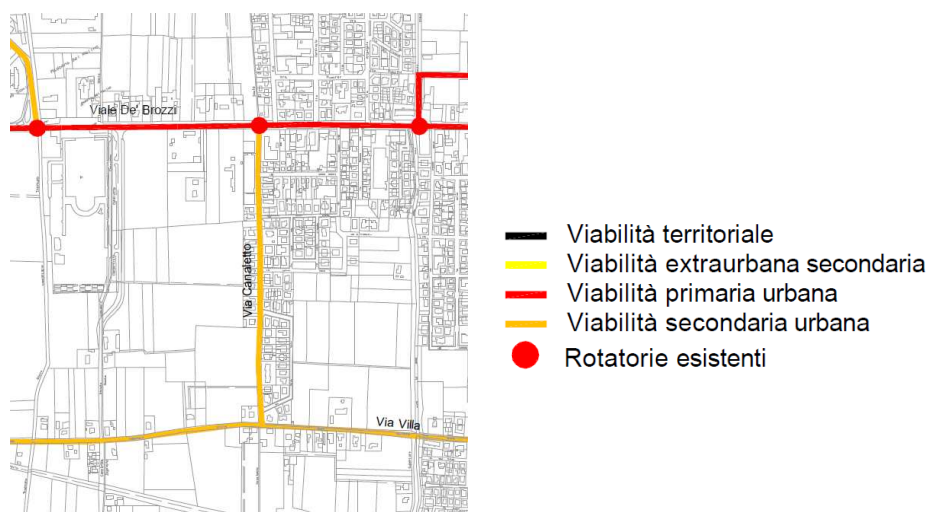 Viale De' Brozzi
Via Canaletto
Via Villa
Viabilità territoriale
Viabilità extraurbana secondaria
Viabilità primaria urbana
Viabilità secondaria urbana
Rotatorie esistenti